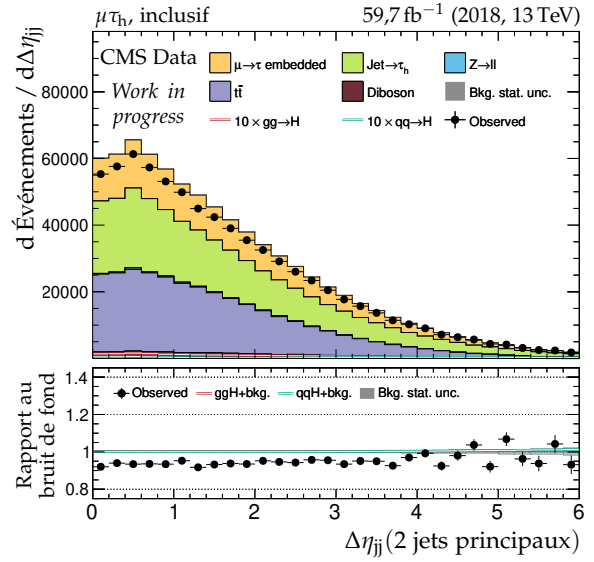 μτh, inclusif 59,7 fb⁻¹ (2018, 13 TeV)
CMS Data
Work in
progress
μ→τ embedded Jet→τh Z→ll
tt̄ Diboson Bkg. stat. unc.
10 × gg→H 10 × qq→H Observed
d Événements / dΔηjj
80000
60000
40000
20000
Observed ggH+bkg. qqH+bkg. Bkg. stat. unc.
Rapport au
bruit de fond
1.4
1.2
1
0.8
0 1 2 3 4 5 6
Δηjj(2 jets principaux)